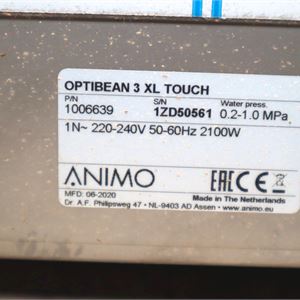 OPTIBEAN 3 XL TOUCH
P/N S/N Water press.
1006639 1ZD50561 0.2-1.0 MPa
1N~ 220-240V 50-60Hz 2100W
ANIMO EAC CE
MFD: 06-2020 Made in The Netherlands
Dr. A.F. Philipsweg 47 • NL-9403 AD Assen • www.animo.eu